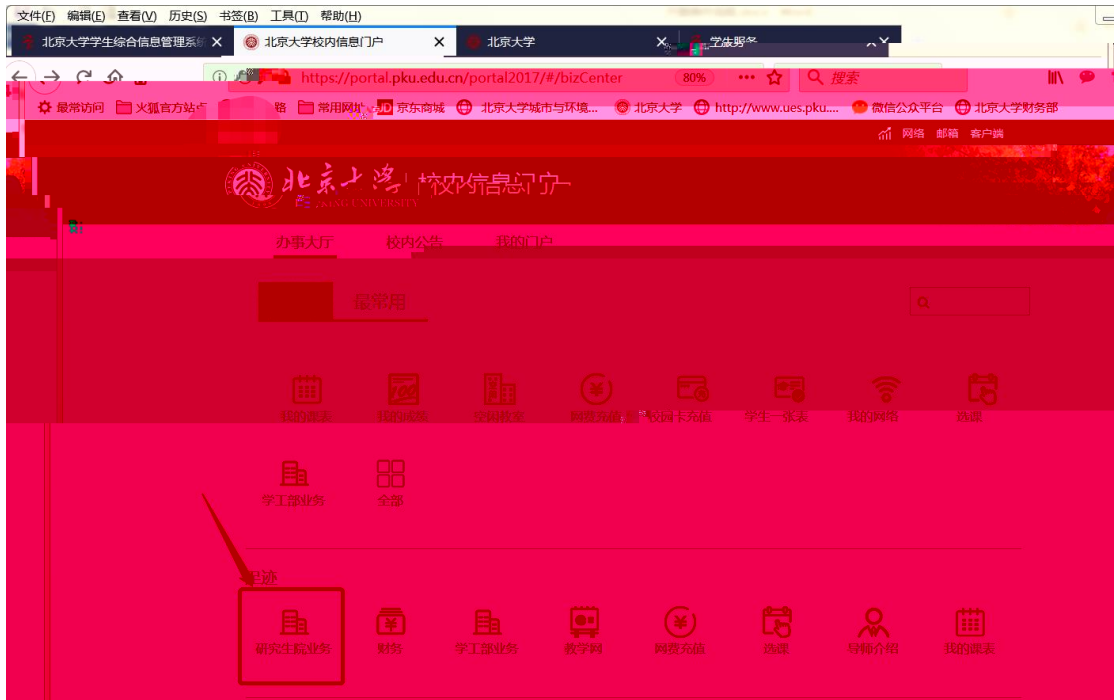 文件(F) 编辑(E) 查看(V) 历史(S) 书签(B) 工具(T) 帮助(H)
北京大学学生综合信息管理系统 北京大学校内信息门户 北京大学
https://portal.pku.edu.cn/portal2017/#/bizCenter 80% 搜索
最常访问 火狐官方站点 常用网址 JD 京东商城 北京大学城市与环境... 北京大学 http://www.ues.pku.... 微信公众平台 北京大学财务部
网络 邮箱 客户端
北京大学 校内信息门户
PEKING UNIVERSITY
办事大厅 校内公告 我的门户
最常用
我的课表 我的成绩 空闲教室 网费充值 校园卡充值 学生一张表 我的网络 选课
学工部业务 全部
足迹
研究生院业务 财务 学工部业务 教学网 网费充值 选课 导师介绍 我的课表